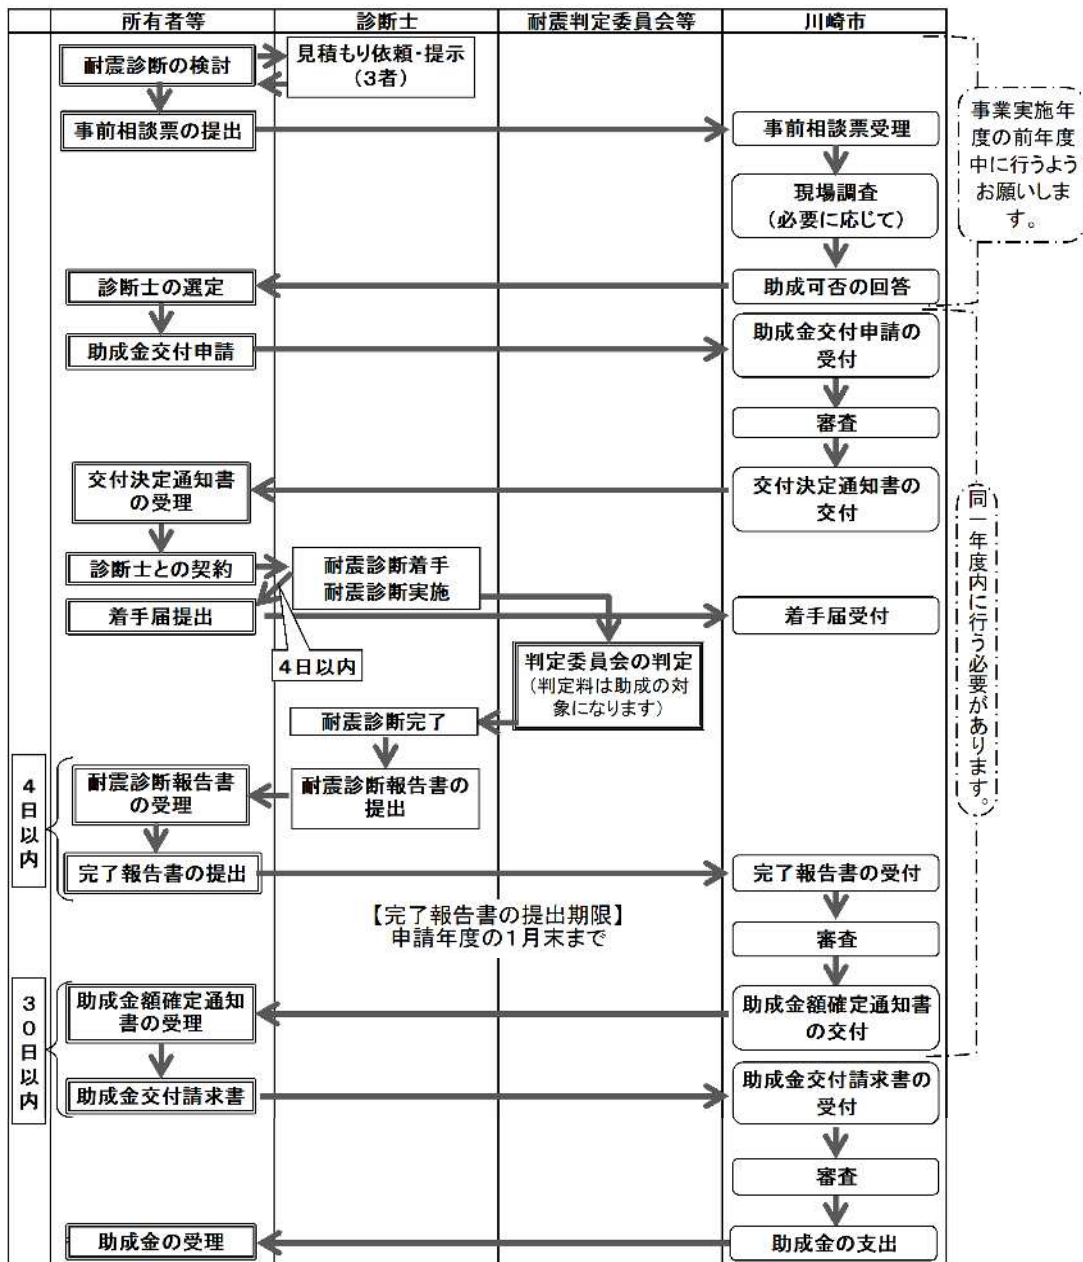 所有者等
診断士
耐震判定委員会等
川崎市
耐震診断の検討
見積もり依頼・提示
(3者)
事業実施年
度の前年度
中に行うよう
お願いしま
す。
事前相談票の提出
事前相談票受理
現場調査
(必要に応じて)
診断士の選定
助成可否の回答
助成金交付申請
助成金交付申請の
受付
審査
交付決定通知書
の受理
交付決定通知書の
交付
同一年度内に行う必要があります。
診断士との契約
耐震診断着手
耐震診断実施
着手届提出
着手届受付
4日以内
判定委員会の判定
(判定料は助成の対
象になります)
耐震診断完了
4日以内
耐震診断報告書
の受理
耐震診断報告書の
提出
完了報告書の提出
完了報告書の受付
【完了報告書の提出期限】
申請年度の1月末まで
審査
30日以内
助成金額確定通知
書の受理
助成金額確定通知書
の交付
助成金交付請求書
助成金交付請求書の
受付
審査
助成金の受理
助成金の支出